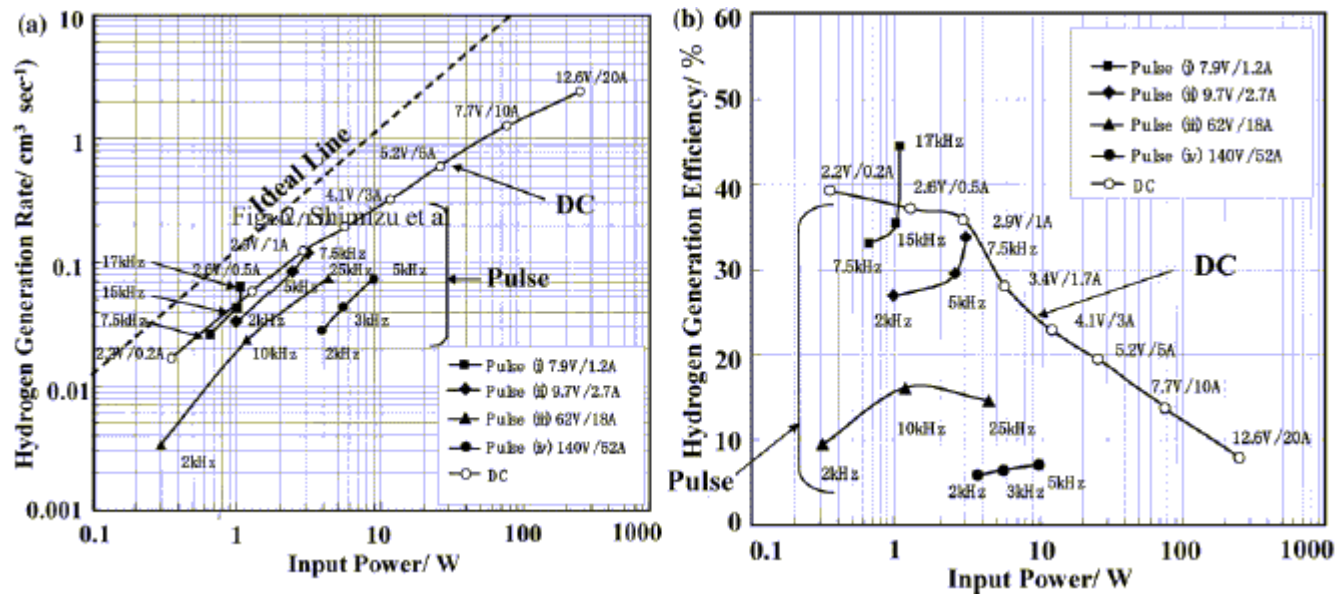 (a)
Hydrogen Generation Rate/ cm³ sec⁻¹
10
1
0.1
0.01
0.001
0.1
1
10
100
1000
Input Power/ W
Ideal Line
12.6V/20A
7.7V/10A
5.2V/5A
4.1V/3A
DC
Shimizu et al
2.9V/1A
17kHz
2.6V/0.5A
7.5kHz
25kHz
5kHz
Pulse
15kHz
5kHz
7.5kHz
2kHz
3kHz
2.2V/0.2A
10kHz
2kHz
2kHz
Pulse (i) 7.9V/1.2A
Pulse (ii) 9.7V/2.7A
Pulse (iii) 62V/18A
Pulse (iv) 140V/52A
DC
(b)
Hydrogen Generation Efficiency/ %
60
50
40
30
20
10
0
0.1
1
10
100
1000
Input Power/ W
Pulse (i) 7.9V/1.2A
Pulse (ii) 9.7V/2.7A
Pulse (iii) 62V/18A
Pulse (iv) 140V/52A
DC
17kHz
2.2V/0.2A
2.6V/0.5A
2.9V/1A
15kHz
7.5kHz
7.5kHz
DC
3.4V/1.7A
5kHz
2kHz
4.1V/3A
5.2V/5A
7.7V/10A
10kHz
25kHz
12.6V/20A
Pulse
2kHz
2kHz
3kHz
5kHz